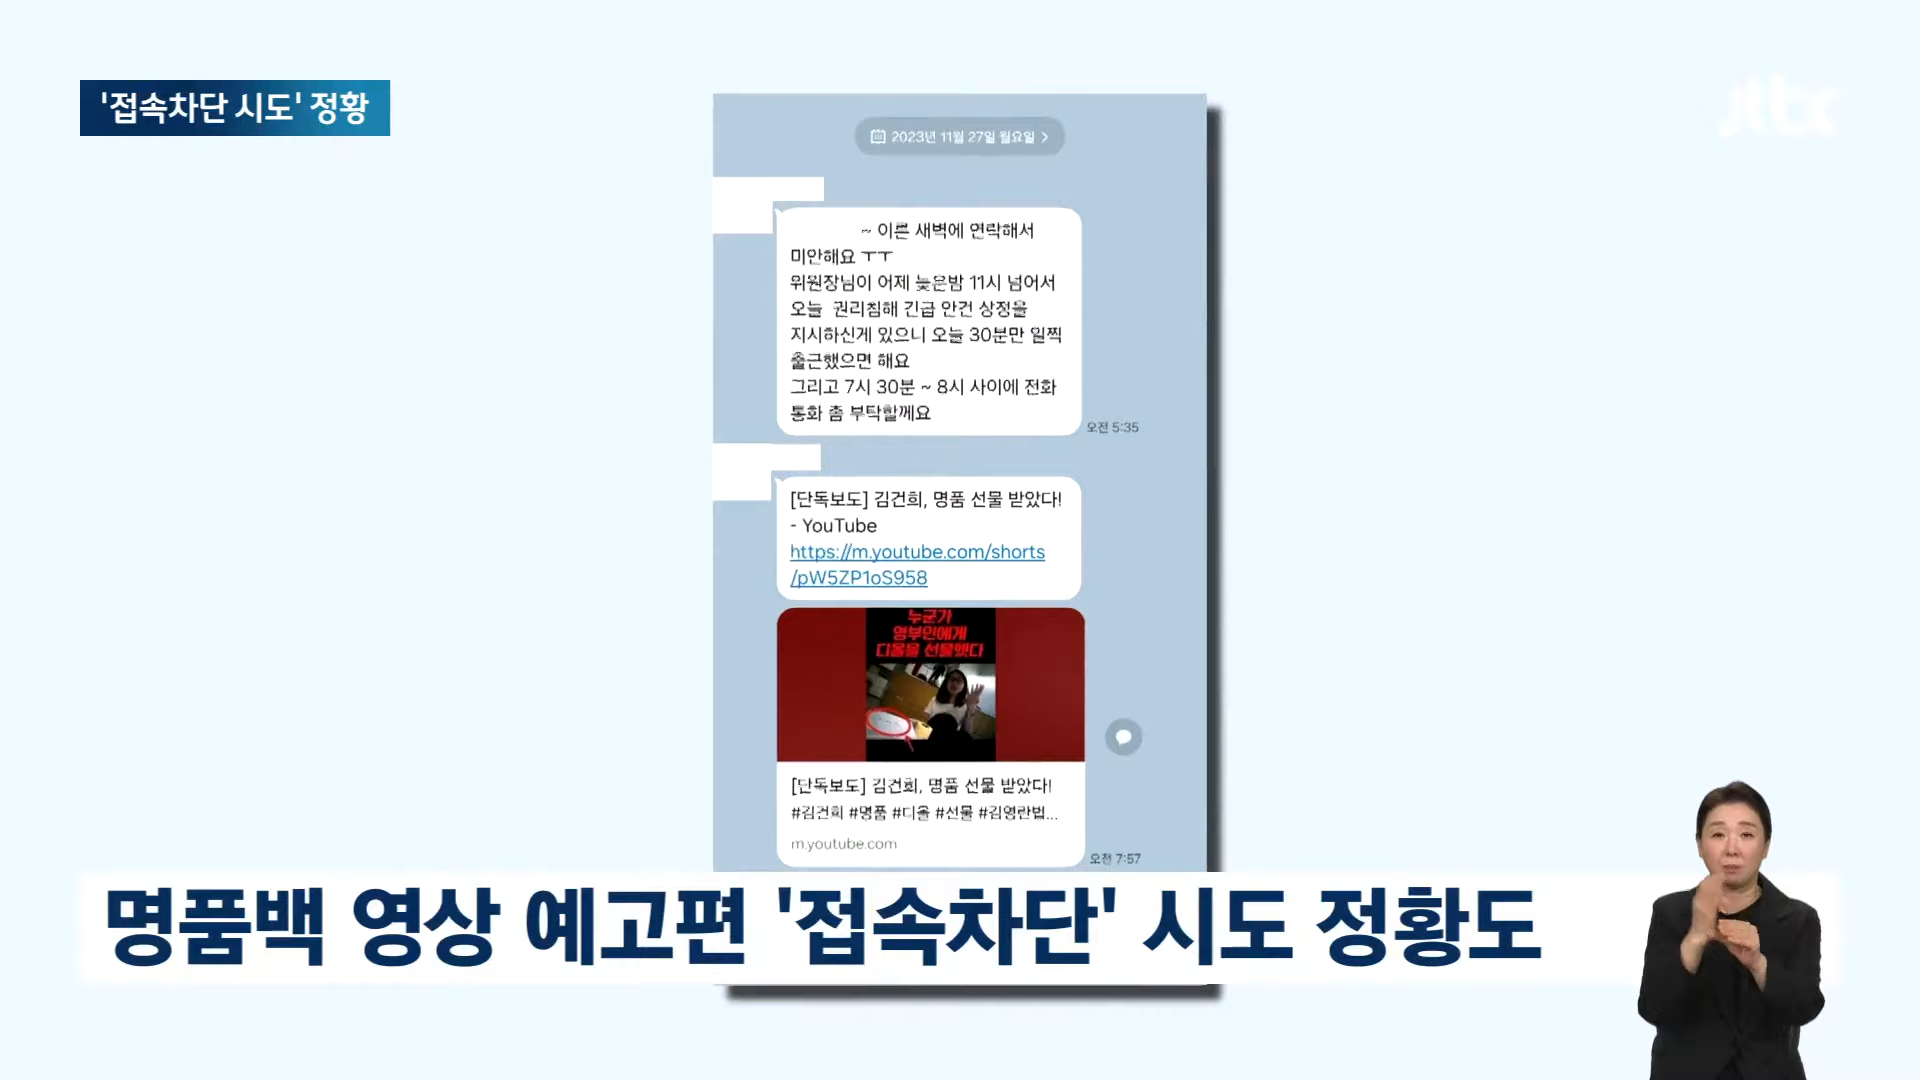 '접속차단 시도' 정황
jtbc
2023년 11월 27일 월요일 >
~ 이른 새벽에 연락해서
미안해요 ㅜㅜ
위원장님이 어제 늦은밤 11시 넘어서
오늘 권리침해 긴급 안건 상정을
지시하신게 있으니 오늘 30분만 일찍
출근했으면 해요
그리고 7시 30분 ~ 8시 사이에 전화
통화 좀 부탁할께요
오전 5:35
[단독보도] 김건희, 명품 선물 받았다!
- YouTube
https://m.youtube.com/shorts
/pW5ZP1oS958
누군가
영부인에게
디올을 선물했다
[단독보도] 김건희, 명품 선물 받았다!
#김건희 #명품 #디올 #선물 #김영란법...
m.youtube.com
오전 7:57
명품백 영상 예고편 '접속차단' 시도 정황도